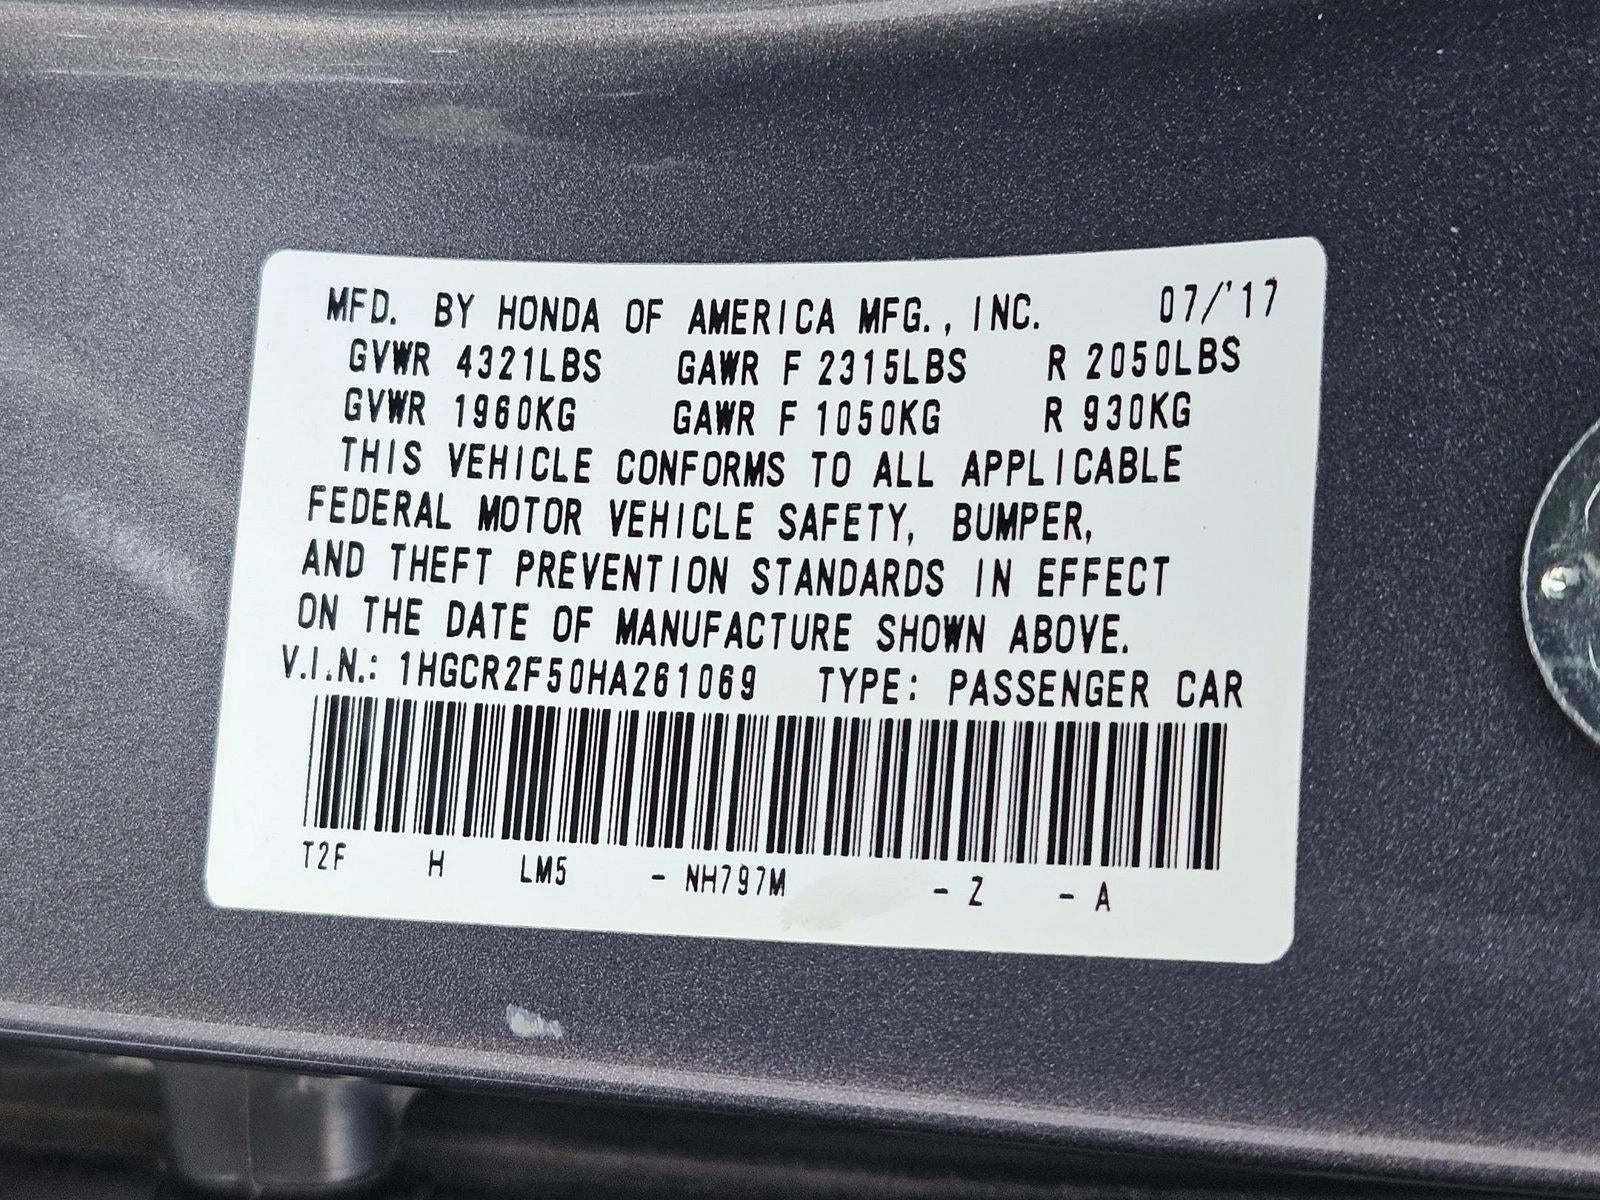 MFD. BY HONDA OF AMERICA MFG., INC. 07/'17
GVWR 4321LBS GAWR F 2315LBS R 2050LBS
GVWR 1960KG GAWR F 1050KG R 930KG
THIS VEHICLE CONFORMS TO ALL APPLICABLE
FEDERAL MOTOR VEHICLE SAFETY, BUMPER,
AND THEFT PREVENTION STANDARDS IN EFFECT
ON THE DATE OF MANUFACTURE SHOWN ABOVE.
V.I.N.: 1HGCR2F50HA261069 TYPE: PASSENGER CAR
T2F H LM5 - NH797M - Z - A